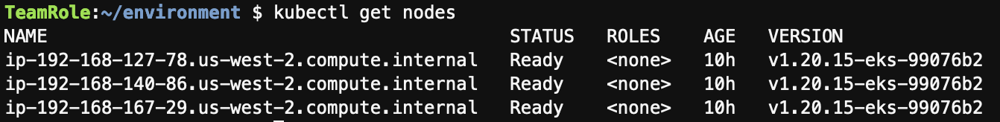 TeamRole:~/environment $ kubectl get nodes
NAME STATUS ROLES AGE VERSION
ip-192-168-127-78.us-west-2.compute.internal Ready <none> 10h v1.20.15-eks-99076b2
ip-192-168-140-86.us-west-2.compute.internal Ready <none> 10h v1.20.15-eks-99076b2
ip-192-168-167-29.us-west-2.compute.internal Ready <none> 10h v1.20.15-eks-99076b2